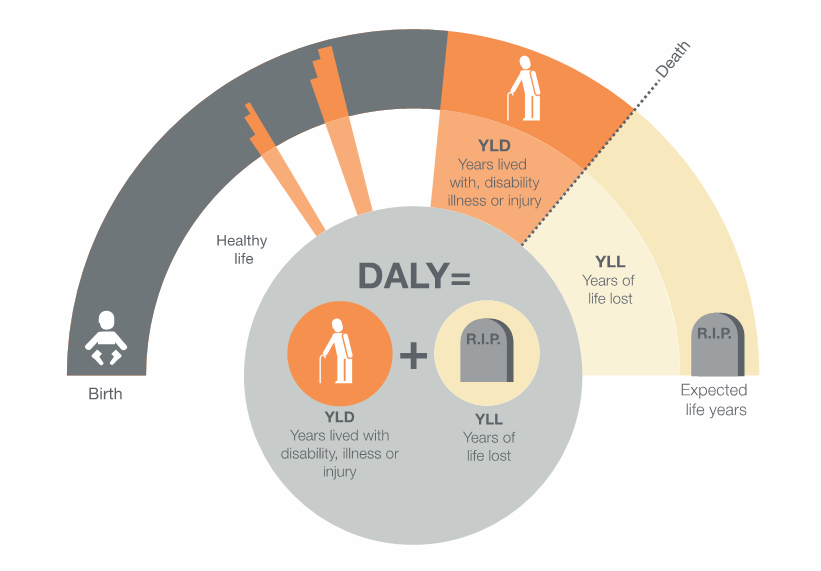 Death
YLD
Years lived
with, disability
illness or injury
Healthy
life
YLL
Years of
life lost
DALY=
R.I.P.
+
R.I.P.
Birth
Expected
life years
YLD
Years lived with
disability, illness or
injury
YLL
Years of
life lost